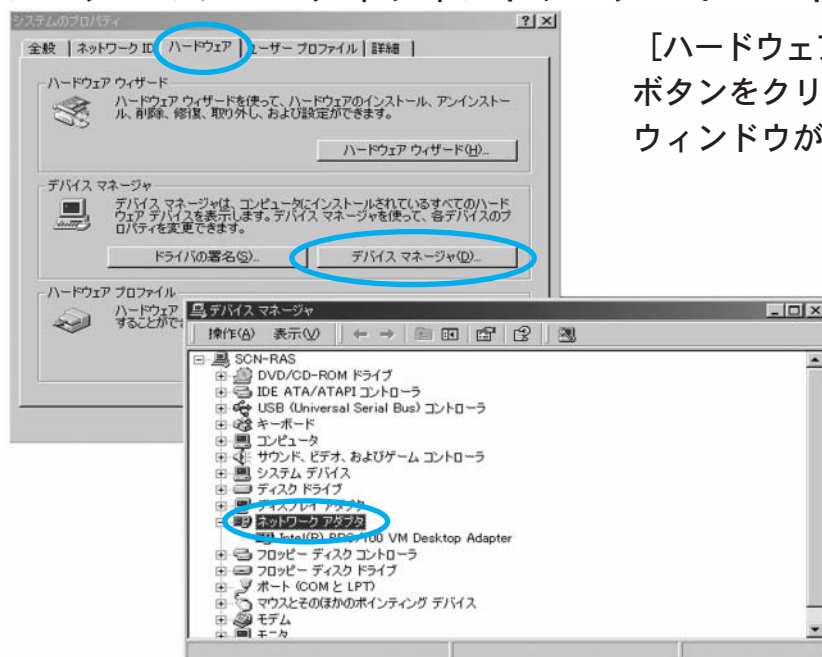 システムのプロパティ
全般
ネットワーク ID
ハードウェア
ユーザー プロファイル
詳細
ハードウェア ウィザード
ハードウェア ウィザードを使って、ハードウェアのインストール、アンインストー
ル、削除、修復、取り外し、および設定ができます。
ハードウェア ウィザード(H)...
デバイス マネージャ
デバイス マネージャは、コンピュータにインストールされているすべてのハード
ウェア デバイスを表示します。デバイス マネージャを使って、各デバイスのプ
ロパティを変更できます。
ドライバの署名(S)...
デバイス マネージャ(D)...
ハードウェア プロファイル
ハードウェア
することがで
［ハードウェ
ボタンをクリ
ウィンドウが
デバイス マネージャ
操作(A)
表示(V)
SCN-RAS
DVD/CD-ROM ドライブ
IDE ATA/ATAPI コントローラ
USB (Universal Serial Bus) コントローラ
キーボード
コンピュータ
サウンド、ビデオ、およびゲーム コントローラ
システム デバイス
ディスク ドライブ
ディスプレイ アダプタ
ネットワーク アダプタ
Intel(R) PRO/100 VM Desktop Adapter
フロッピー ディスク コントローラ
フロッピー ディスク ドライブ
ポート (COM と LPT)
マウスとそのほかのポインティング デバイス
モデム
モニタ